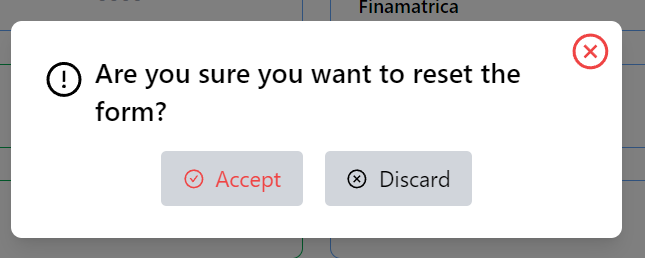 Finamatrica
Are you sure you want to reset the
form?
Accept
Discard